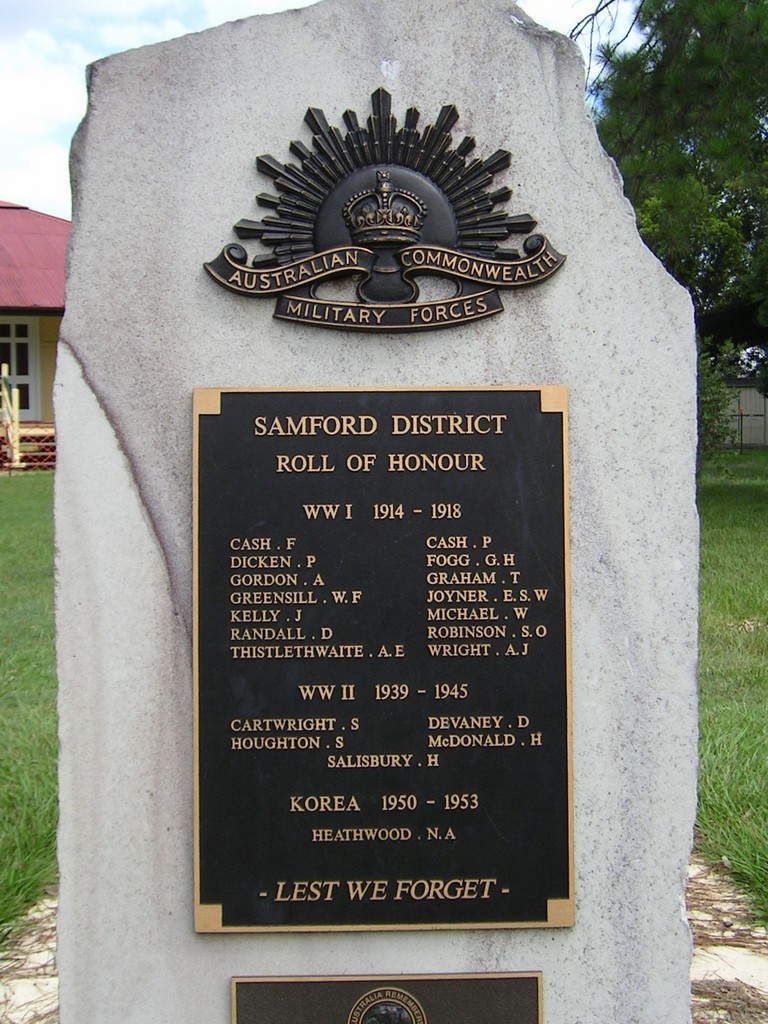 AUSTRALIAN COMMONWEALTH
MILITARY FORCES
SAMFORD DISTRICT
ROLL OF HONOUR
WW I 1914 - 1918
CASH . F CASH . P
DICKEN . P FOGG . G. H
GORDON . A GRAHAM . T
GREENSILL . W. F JOYNER . E. S. W
KELLY . J MICHAEL . W
RANDALL . D ROBINSON . S. O
THISTLETHWAITE . A. E WRIGHT . A. J
WW II 1939 - 1945
CARTWRIGHT . S DEVANEY . D
HOUGHTON . S McDONALD . H
SALISBURY . H
KOREA 1950 - 1953
HEATHWOOD . N. A
- LEST WE FORGET -
AUSTRALIA REMEMBERS